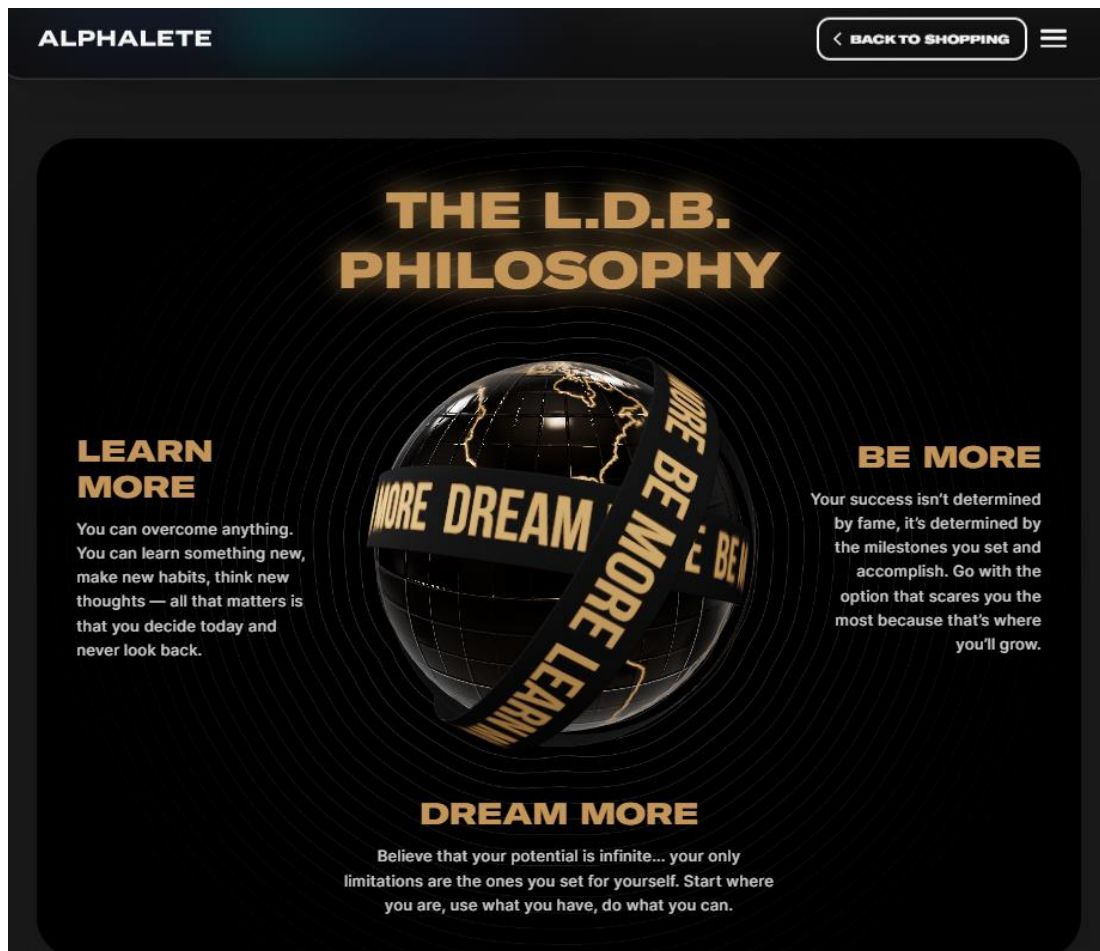 ALPHALETE
BACK TO SHOPPING
THE L.D.B.
PHILOSOPHY
LEARN
MORE
You can overcome anything.
You can learn something new,
make new habits, think new
thoughts — all that matters is
that you decide today and
never look back.
MORE DREAM
BE
MORE BE MORE LEARN
BE MORE
Your success isn’t determined
by fame, it’s determined by
the milestones you set and
accomplish. Go with the
option that scares you the
most because that’s where
you’ll grow.
DREAM MORE
Believe that your potential is infinite... your only
limitations are the ones you set for yourself. Start where
you are, use what you have, do what you can.